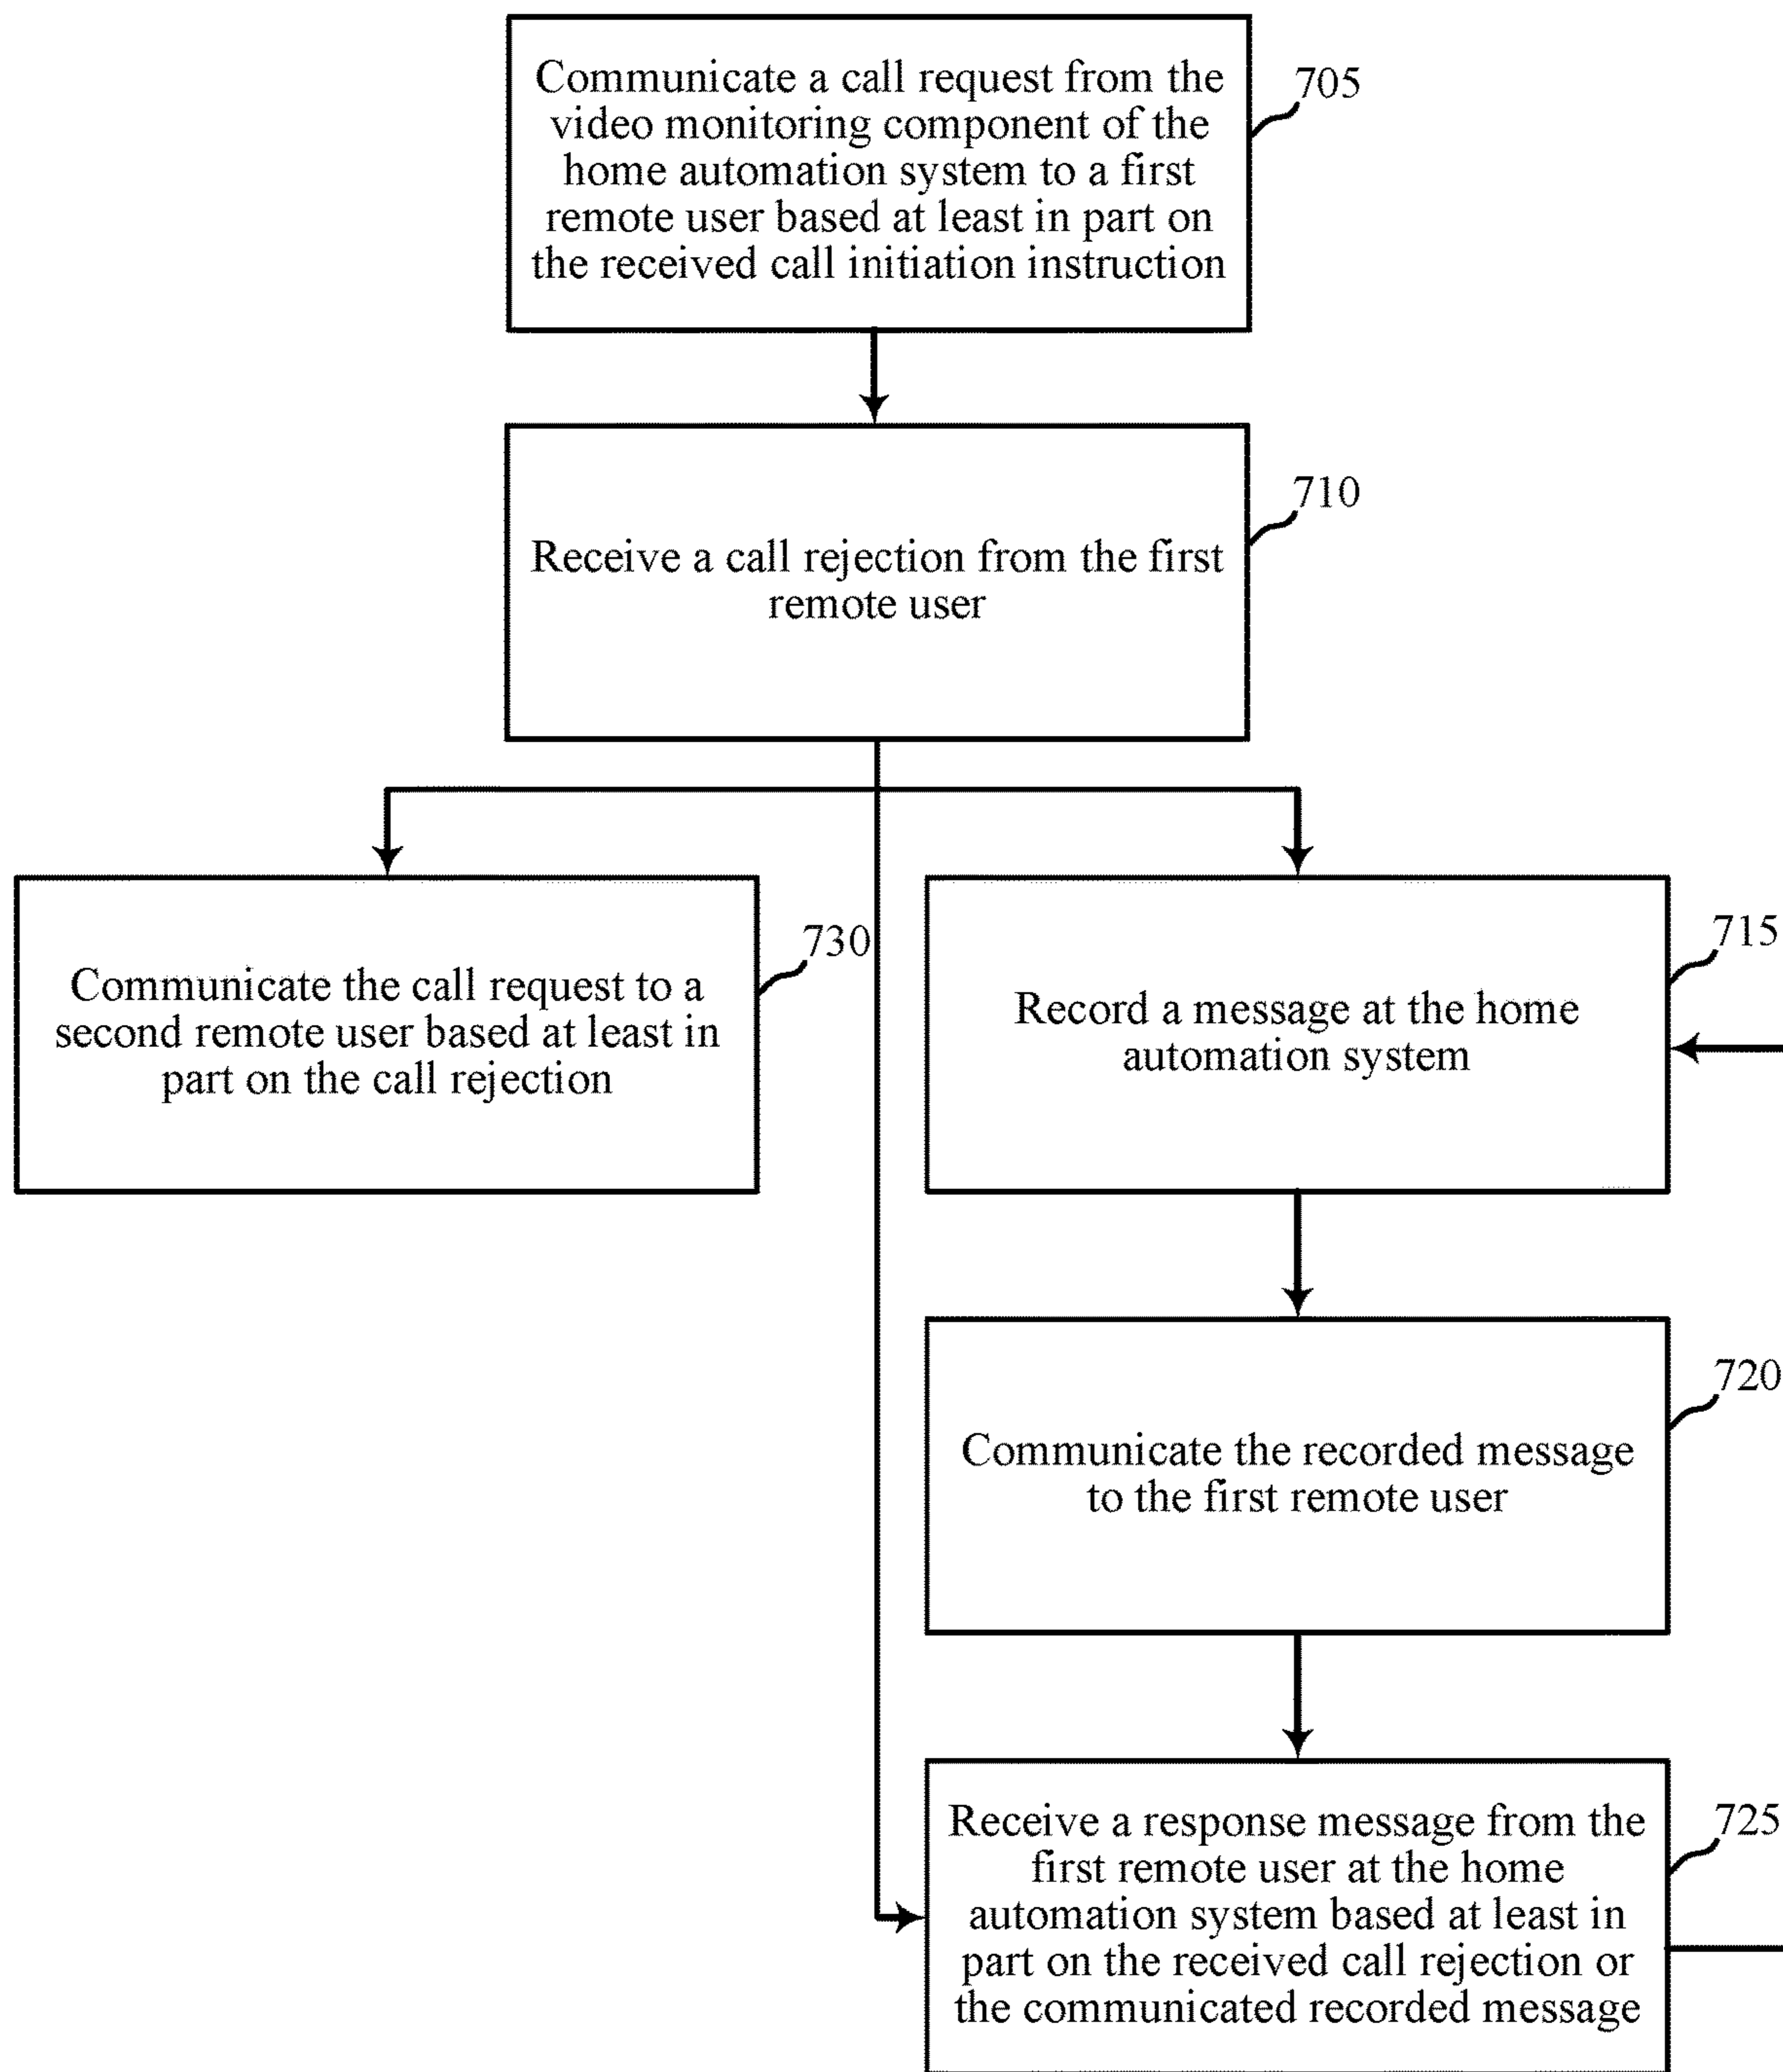 Communicate a call request from the
video monitoring component of the
home automation system to a first
remote user based at least in part on
the received call initiation instruction
705
Receive a call rejection from the first
remote user
710
Communicate the call request to a
second remote user based at least in
part on the call rejection
730
Record a message at the home
automation system
715
Communicate the recorded message
to the first remote user
720
Receive a response message from the
first remote user at the home
automation system based at least in
part on the received call rejection or
the communicated recorded message
725